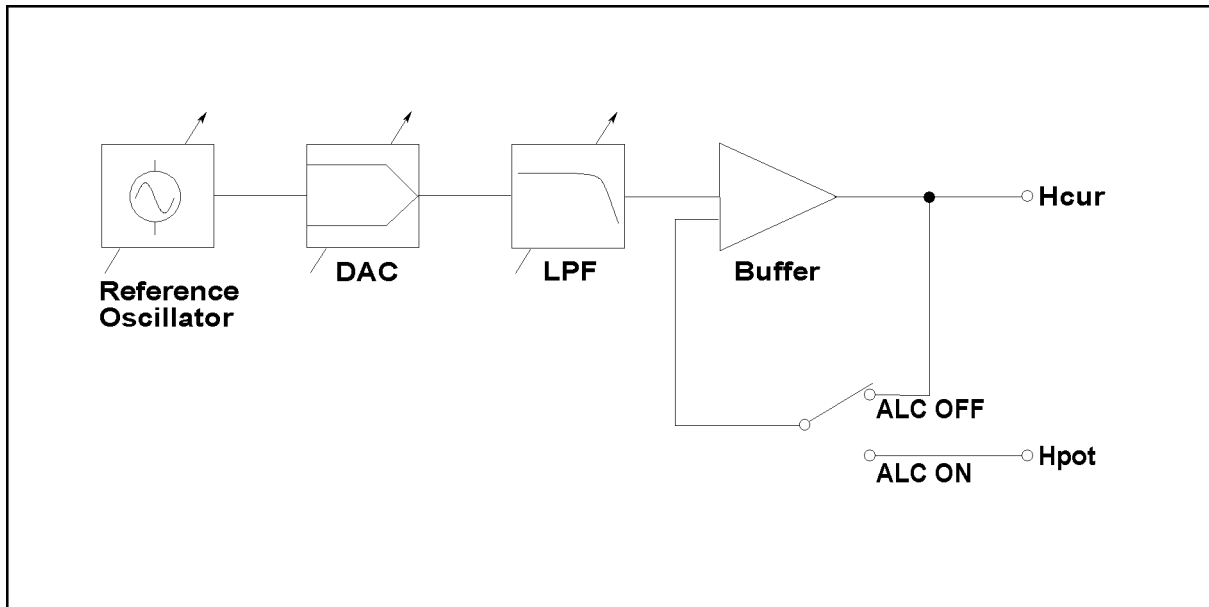 Reference
Oscillator
DAC
LPF
Buffer
Hcur
ALC OFF
ALC ON
Hpot